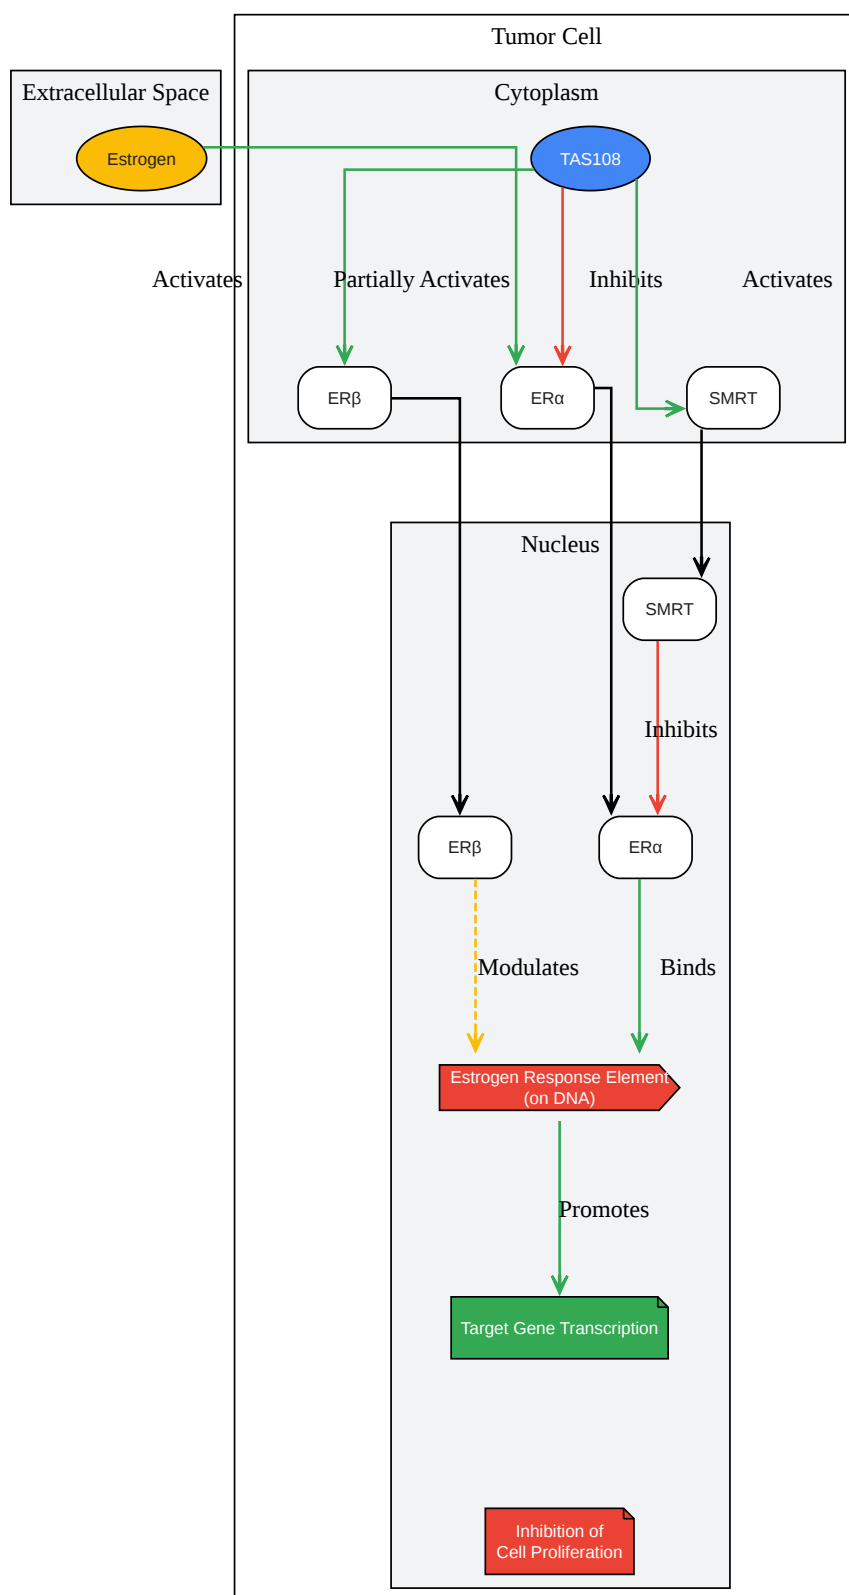 Tumor Cell
Extracellular Space
Cytoplasm
Estrogen
TAS108
Activates
Partially Activates
Inhibits
Activates
ERβ
ERα
SMRT
Nucleus
SMRT
Inhibits
ERβ
ERα
Modulates
Binds
Estrogen Response Element
(on DNA)
Promotes
Target Gene Transcription
Inhibition of
Cell Proliferation